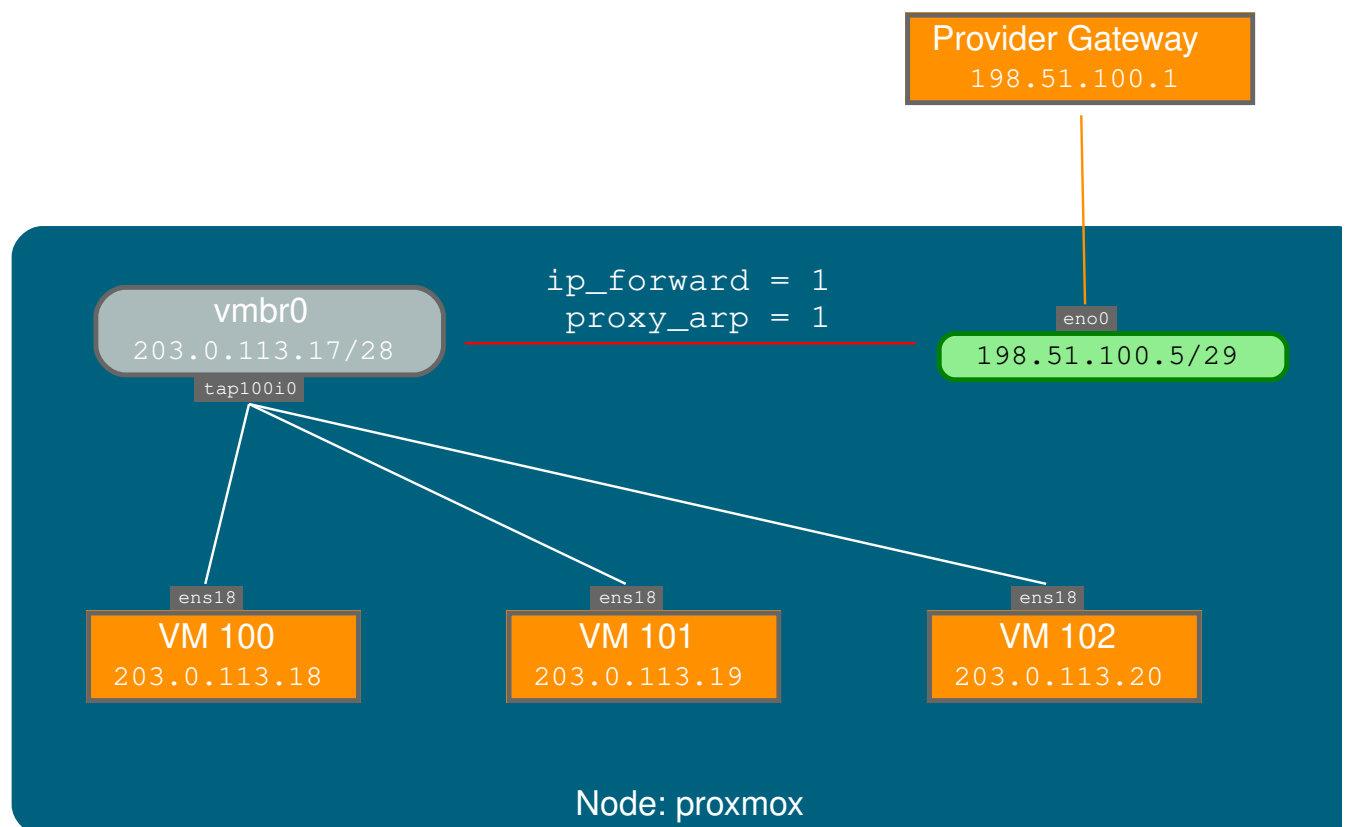 Provider Gateway
198.51.100.1
ip_forward = 1
proxy_arp = 1
vmbr0
203.0.113.17/28
tap100i0
eno0
198.51.100.5/29
ens18
ens18
ens18
VM 100
203.0.113.18
VM 101
203.0.113.19
VM 102
203.0.113.20
Node: proxmox